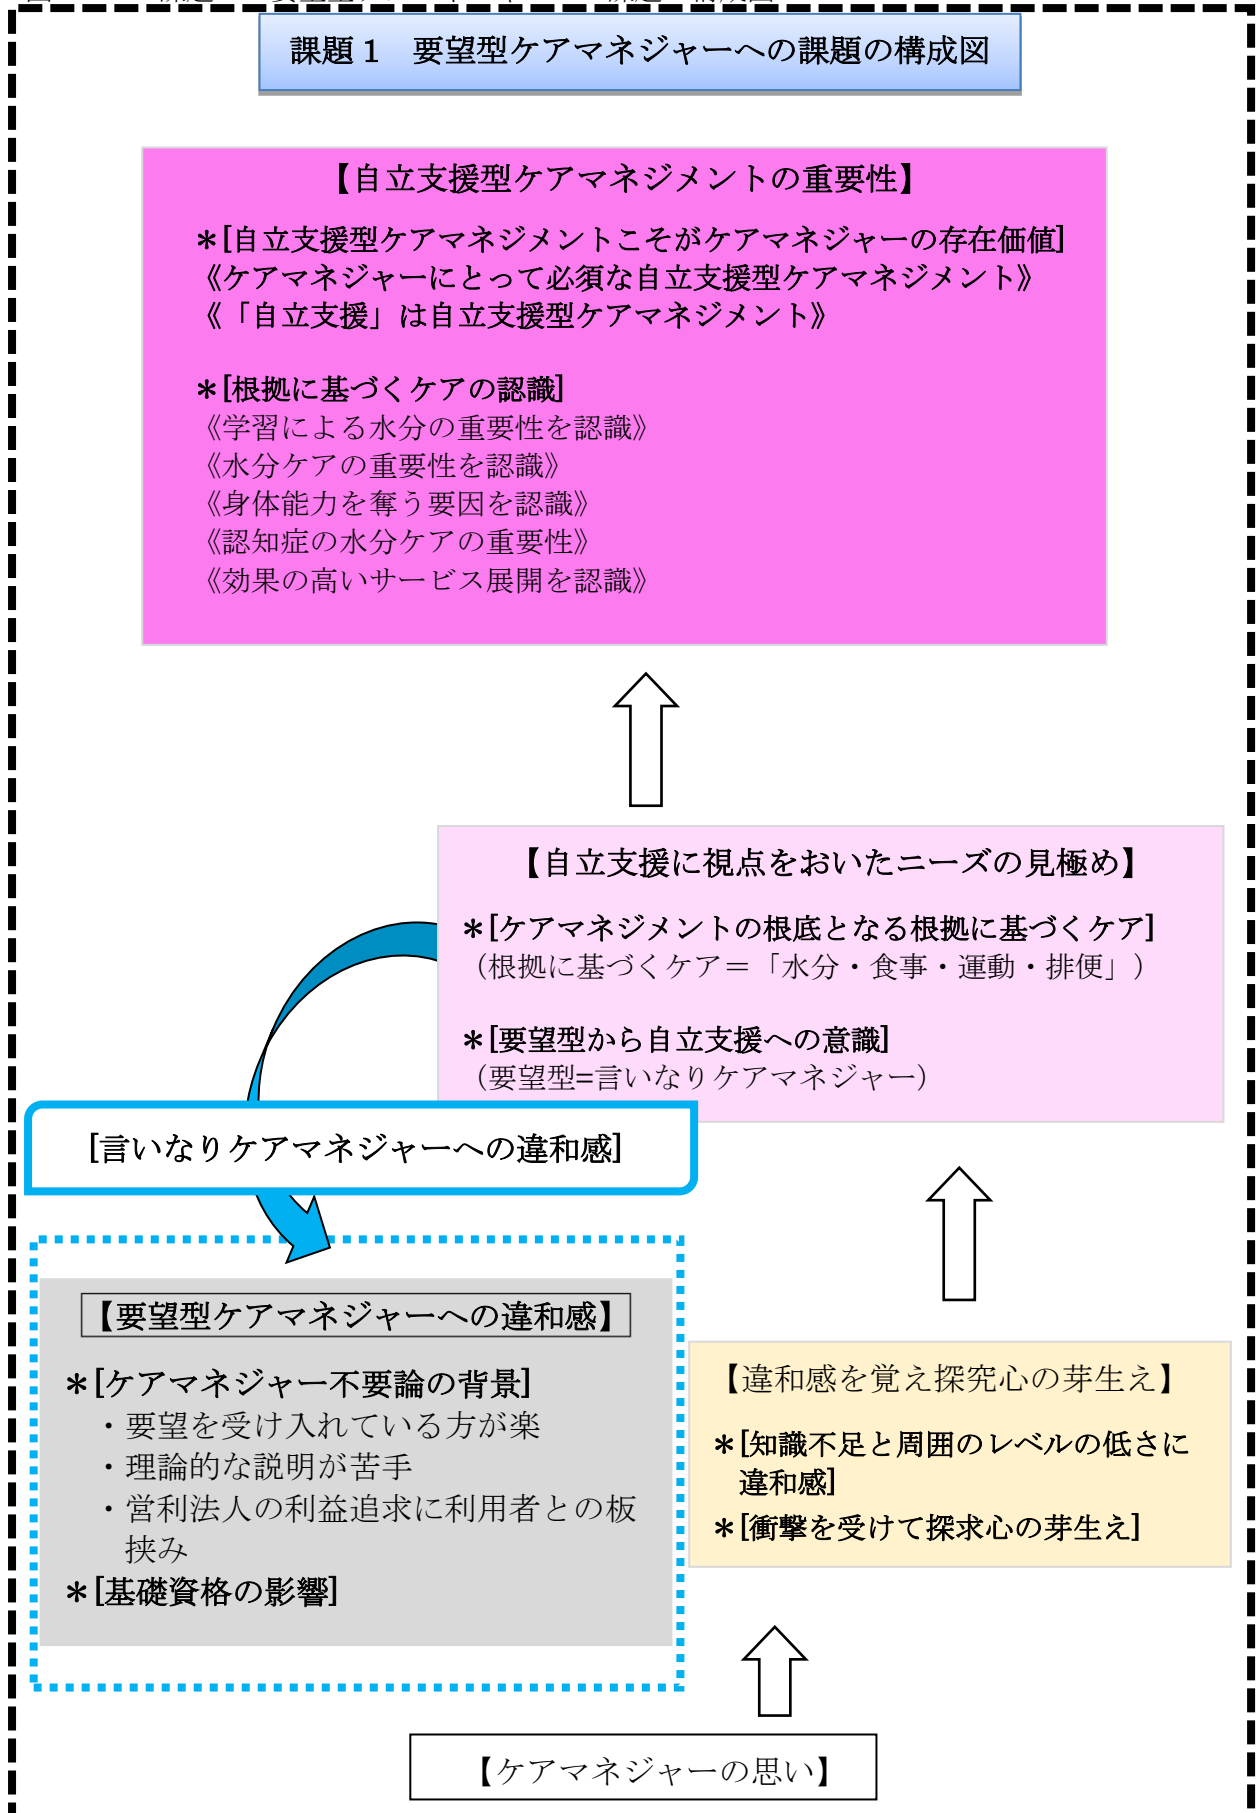 課題1　要望型ケアマネジャーへの課題の構成図
【自立支援型ケアマネジメントの重要性】
＊[自立支援型ケアマネジメントこそがケアマネジャーの存在価値]
《ケアマネジャーにとって必須な自立支援型ケアマネジメント》
《「自立支援」は自立支援型ケアマネジメント》
＊[根拠に基づくケアの認識]
《学習による水分の重要性を認識》
《水分ケアの重要性を認識》
《身体能力を奪う要因を認識》
《認知症の水分ケアの重要性》
《効果の高いサービス展開を認識》
【自立支援に視点をおいたニーズの見極め】
＊[ケアマネジメントの根底となる根拠に基づくケア]
（根拠に基づくケア＝「水分・食事・運動・排便」）
＊[要望型から自立支援への意識]
（要望型=言いなりケアマネジャー）
[言いなりケアマネジャーへの違和感]
【要望型ケアマネジャーへの違和感】
＊[ケアマネジャー不要論の背景]
・要望を受け入れている方が楽
・理論的な説明が苦手
・営利法人の利益追求に利用者との板
挟み
＊[基礎資格の影響]
【違和感を覚え探究心の芽生え】
＊[知識不足と周囲のレベルの低さに
違和感]
＊[衝撃を受けて探求心の芽生え]
【ケアマネジャーの思い】